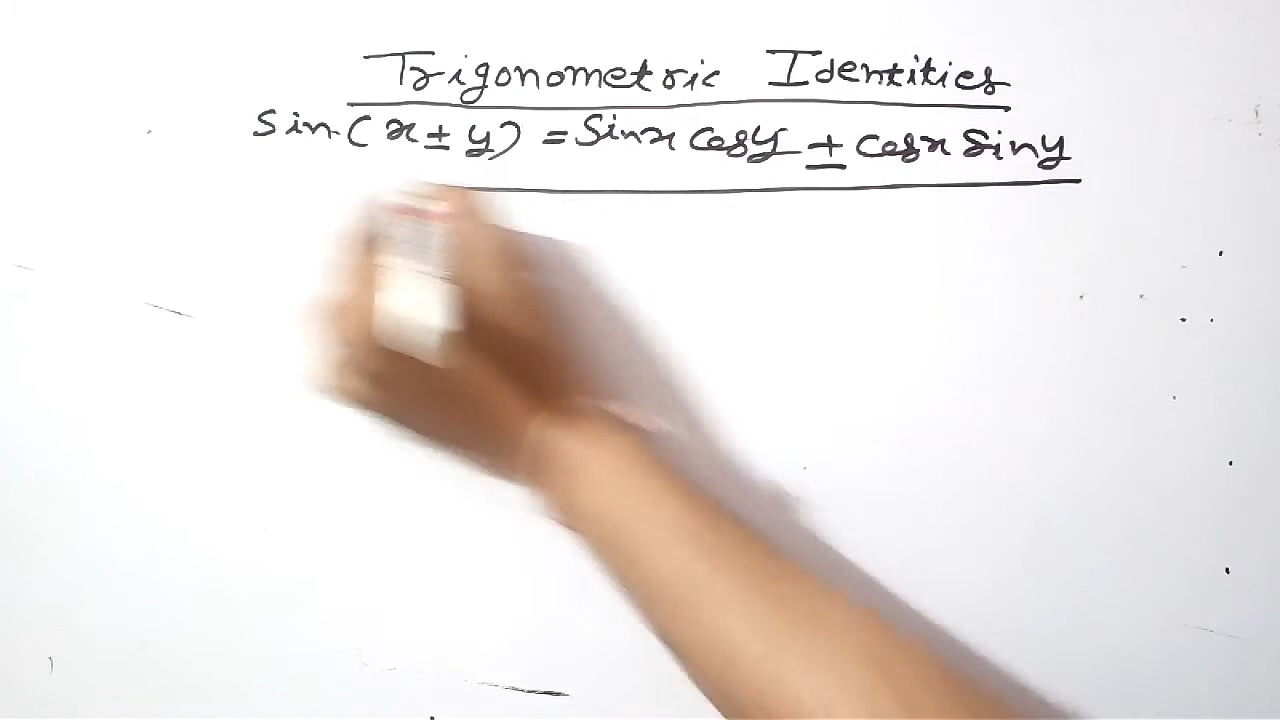 Trigonometric Identities
Sin(x ± y) = Sinx Cosy ± Cosx Siny